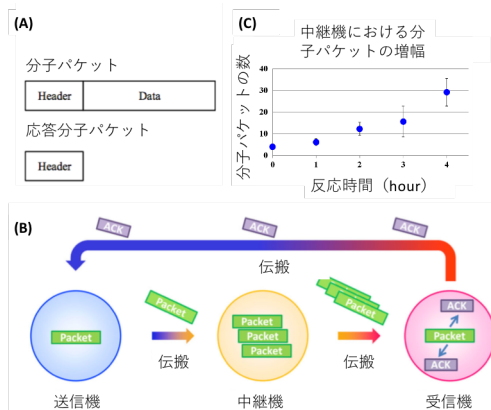 (A)
分子パケット
Header Data
応答分子パケット
Header
(C)
中継機における分
子パケットの増幅
分子パケットの数
40
30
20
10
0
0 1 2 3 4
反応時間（hour）
(B)
ACK ACK ACK
伝搬
Packet
送信機
Packet
伝搬
Packet
Packet
Packet
中継機
Packet
伝搬
ACK
Packet
ACK
受信機